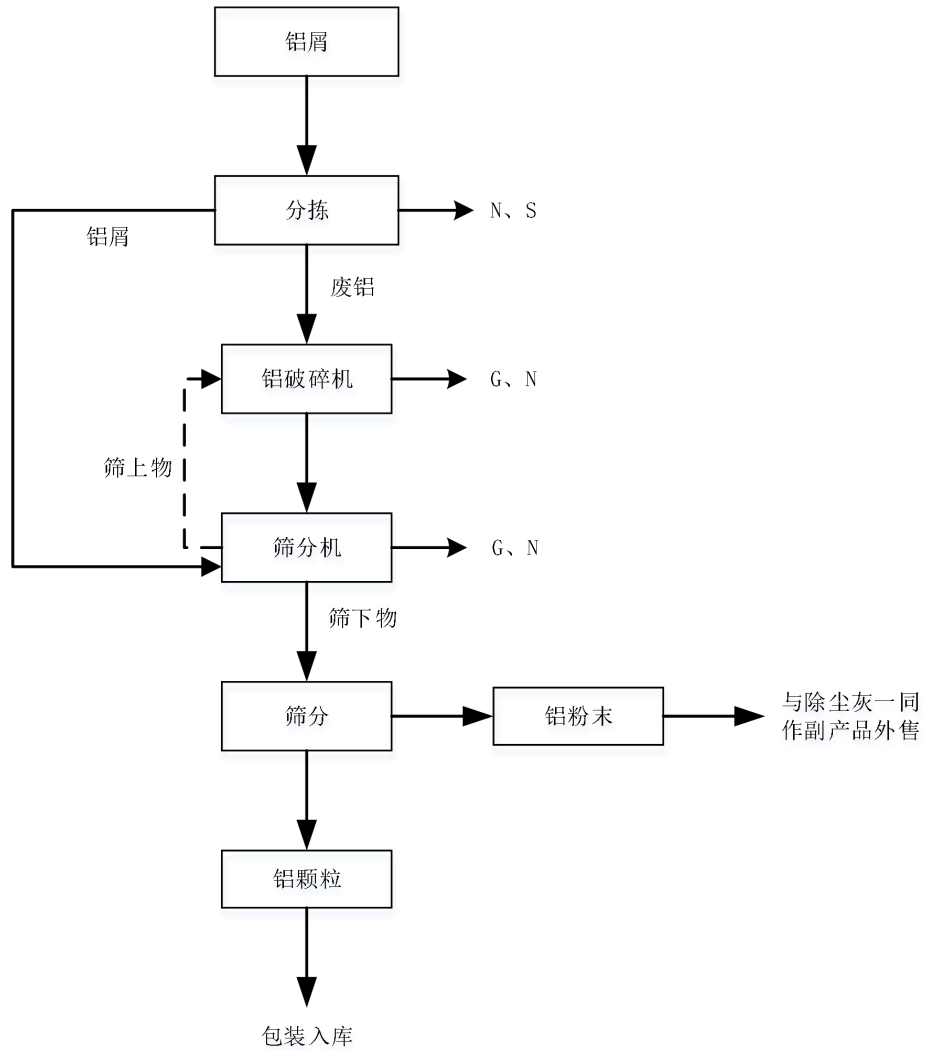 铝屑
分拣
N、S
铝屑
废铝
铝破碎机
G、N
筛上物
筛分机
G、N
筛下物
筛分
铝粉末
与除尘灰一同
作副产品外售
铝颗粒
包装入库